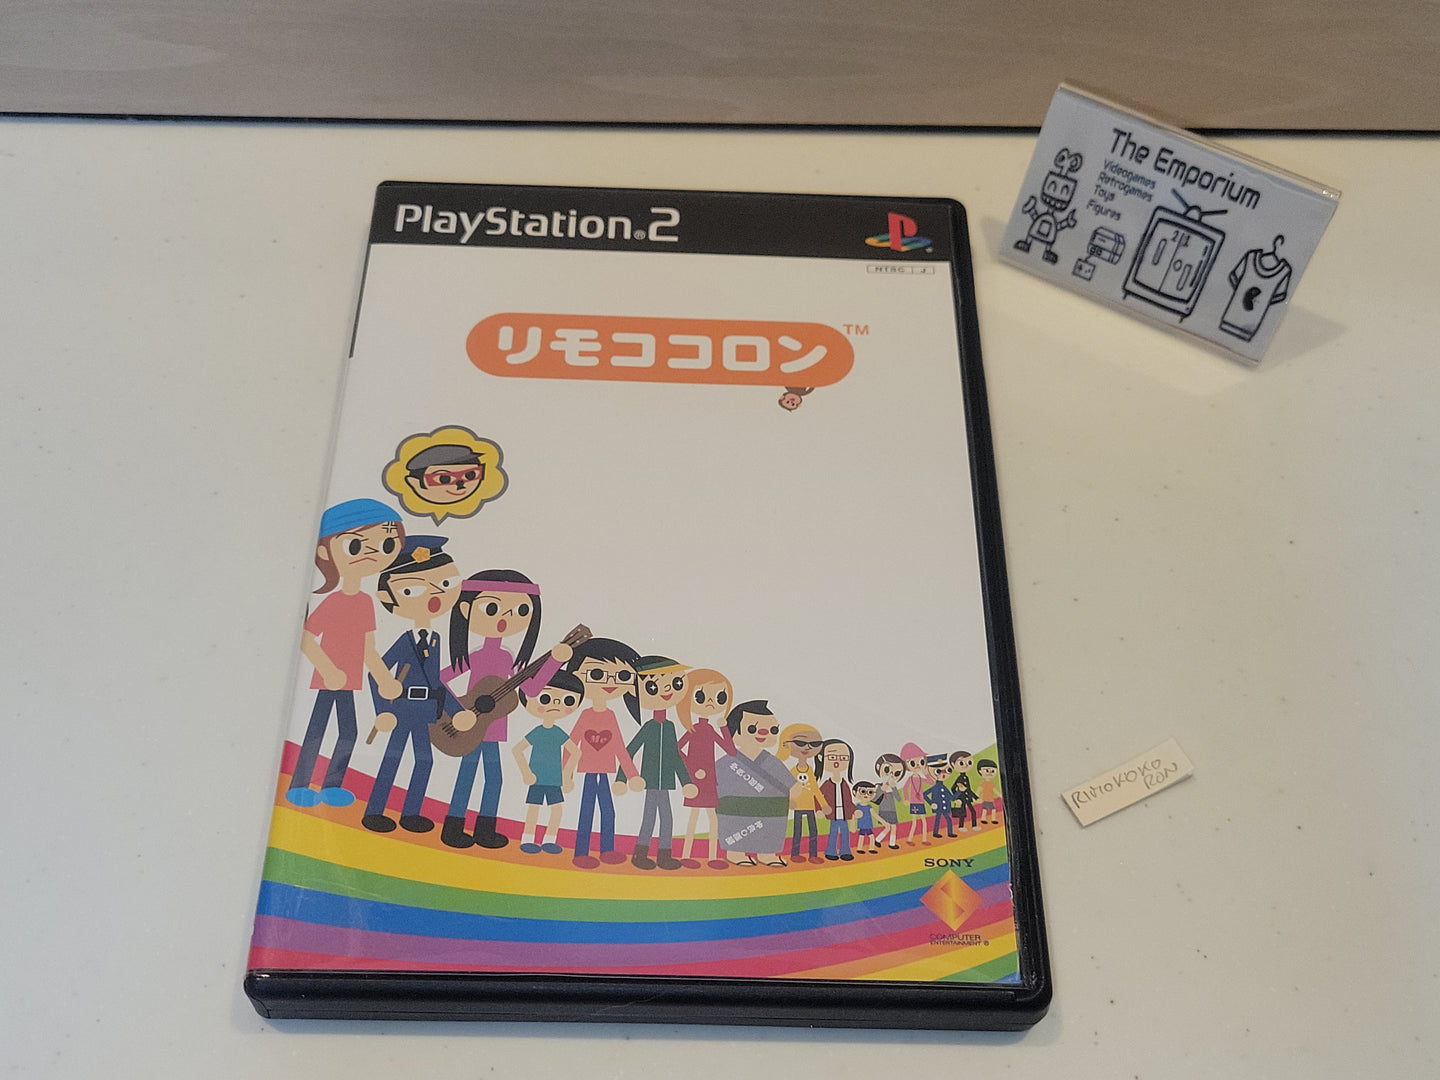 PlayStation®2
NTSC J
リモココロン™
Me
SONY
COMPUTER
ENTERTAINMENT®
The Emporium
Videogames
Retrogames
Toys
Figures
RIMOKOKO
RON